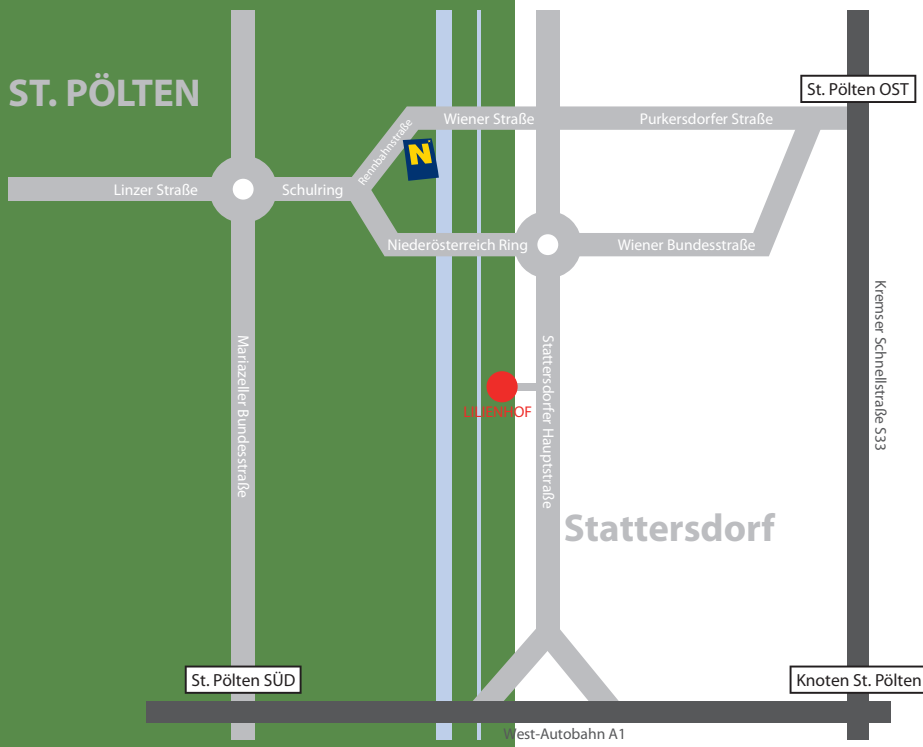 ST. PÖLTEN
St. Pölten OST
Wiener Straße
Purkersdorfer Straße
Rennbahnstraße
N
Linzer Straße
Schulring
Niederösterreich Ring
Wiener Bundesstraße
Kremser Schnellstraße S33
Mariazeller Bundesstraße
Stattersdorfer Hauptstraße
LILIENHOF
Stattersdorf
St. Pölten SÜD
Knoten St. Pölten
West-Autobahn A1